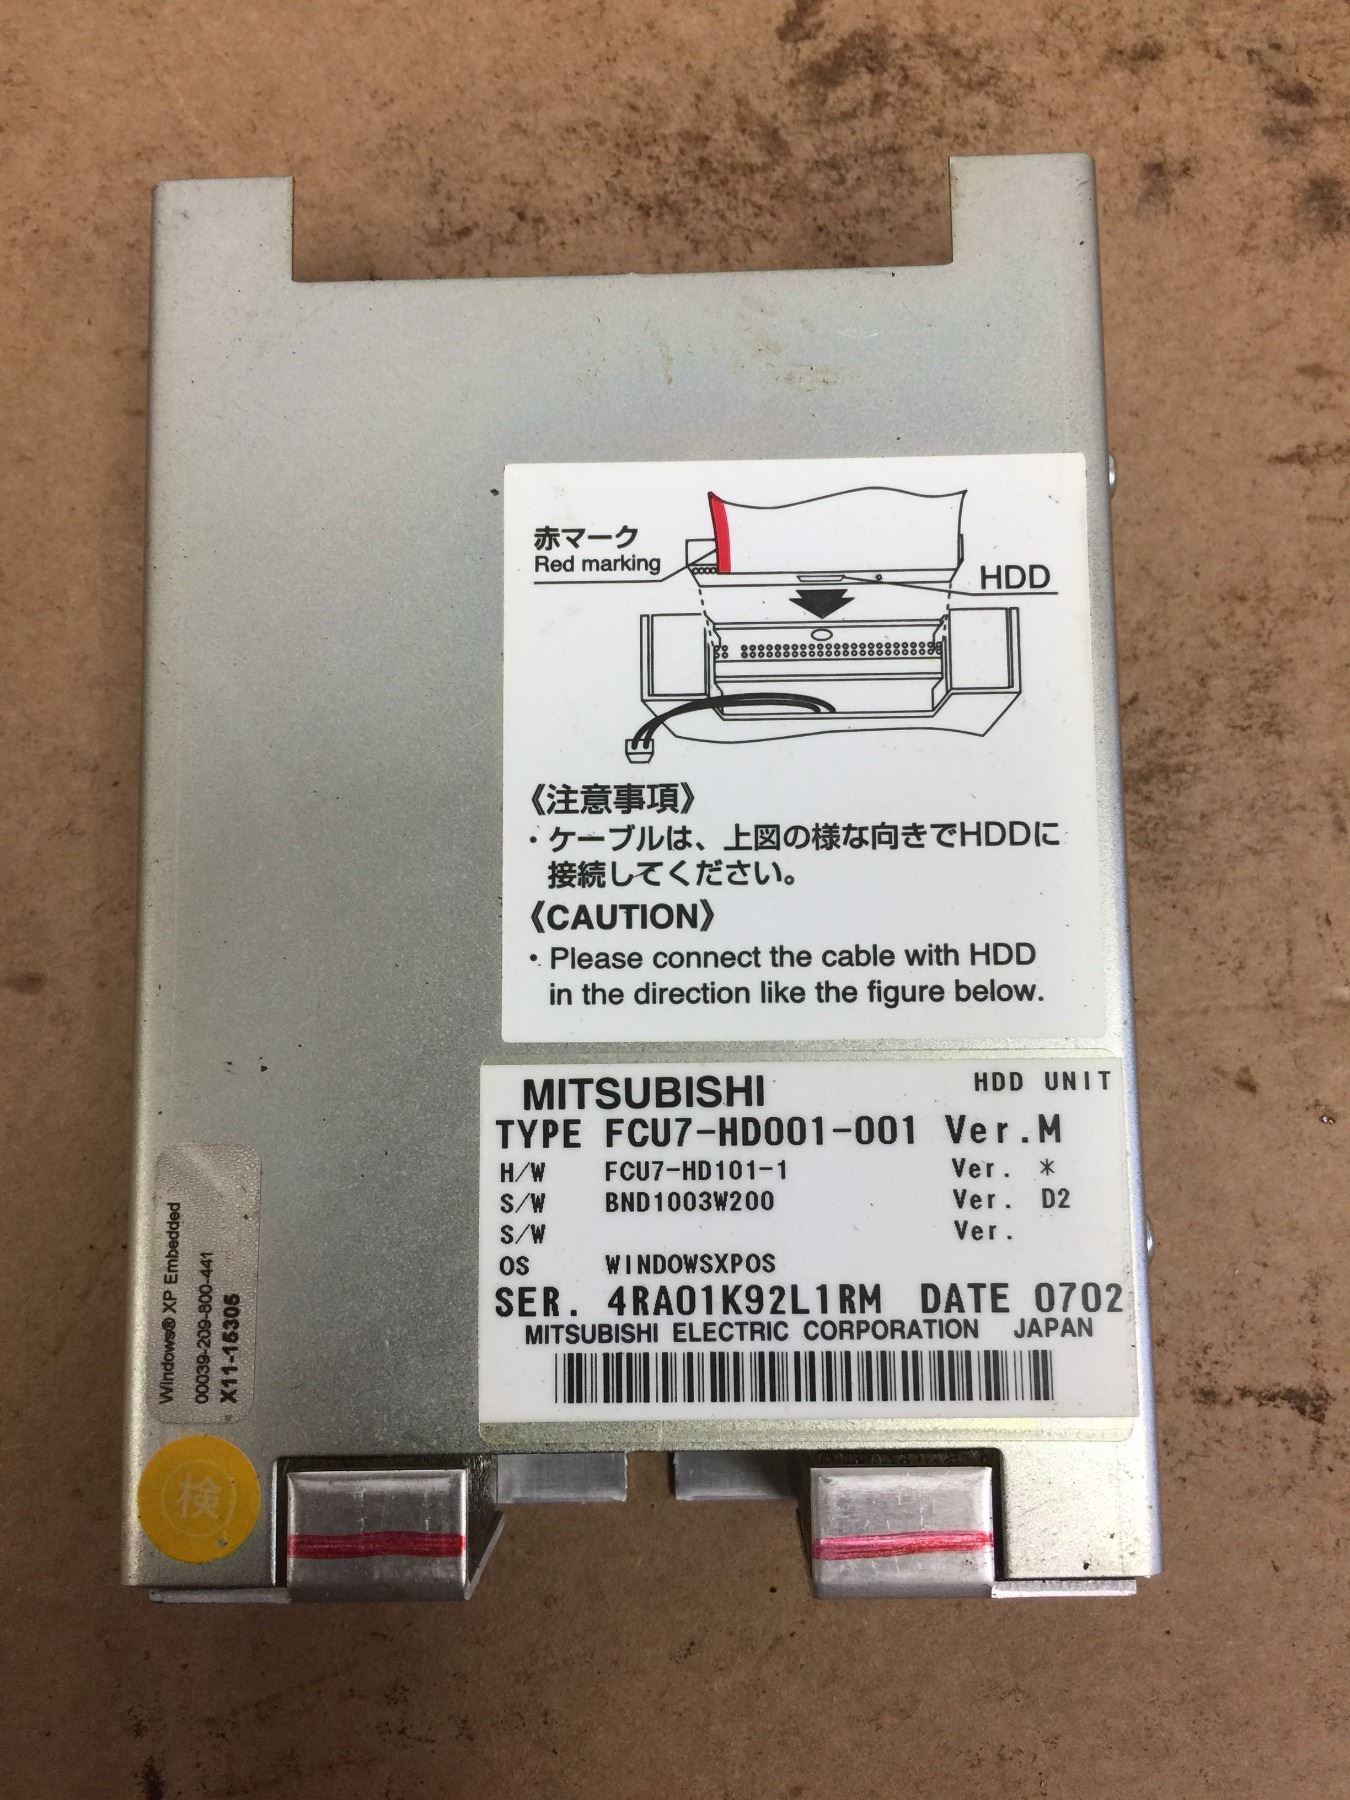 赤マーク
Red marking
HDD
《注意事項》
・ケーブルは、上図の様な向きでHDDに
接続してください。
《CAUTION》
・Please connect the cable with HDD
in the direction like the figure below.
MITSUBISHI HDD UNIT
TYPE FCU7-HD001-001 Ver.M
H/W FCU7-HD101-1 Ver. *
S/W BND1003W200 Ver. D2
S/W Ver.
OS WINDOWSXPOS
SER. 4RA01K92L1RM DATE 0702
MITSUBISHI ELECTRIC CORPORATION JAPAN
Windows® XP Embedded
00039-209-800-441
X11-15305
検